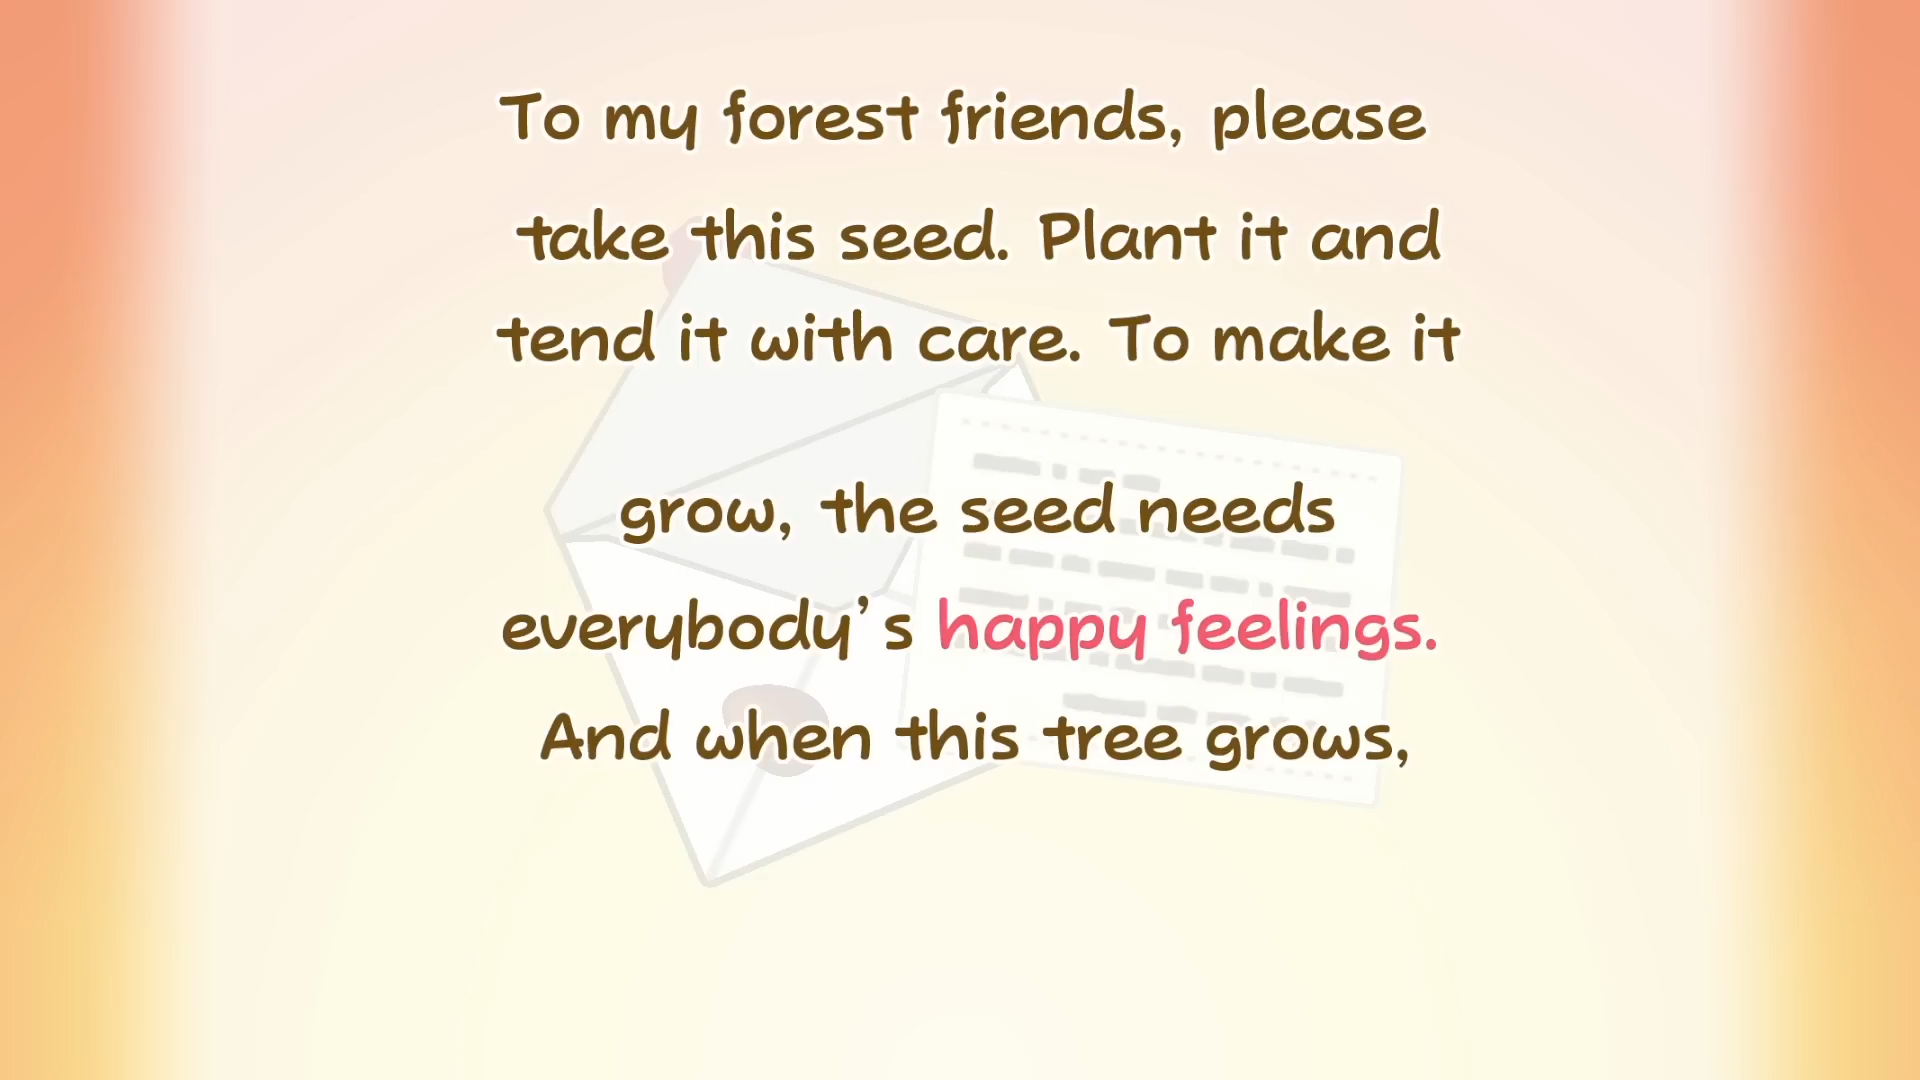 To my forest friends, please
take this seed. Plant it and
tend it with care. To make it
grow, the seed needs
everybody’s happy feelings.
And when this tree grows,